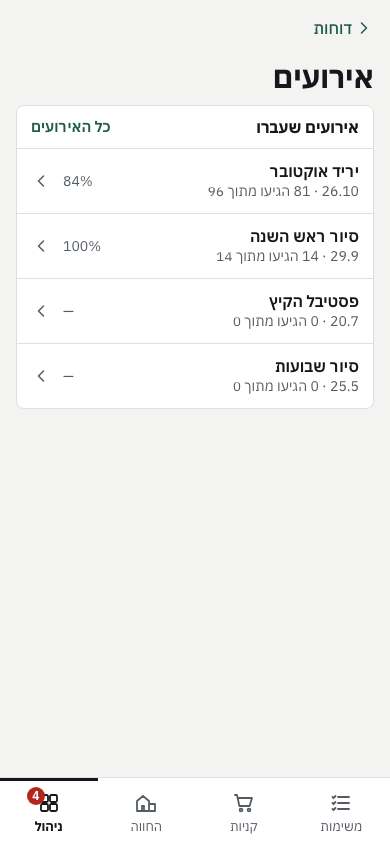 דוחות
אירועים
אירועים שעברו
כל האירועים
יריד אוקטובר
26.10 · 81 הגיעו מתוך 96
84%
סיור ראש השנה
29.9 · 14 הגיעו מתוך 14
100%
פסטיבל הקיץ
20.7 · 0 הגיעו מתוך 0
–
סיור שבועות
25.5 · 0 הגיעו מתוך 0
–
משימות
קניות
החווה
4
ניהול